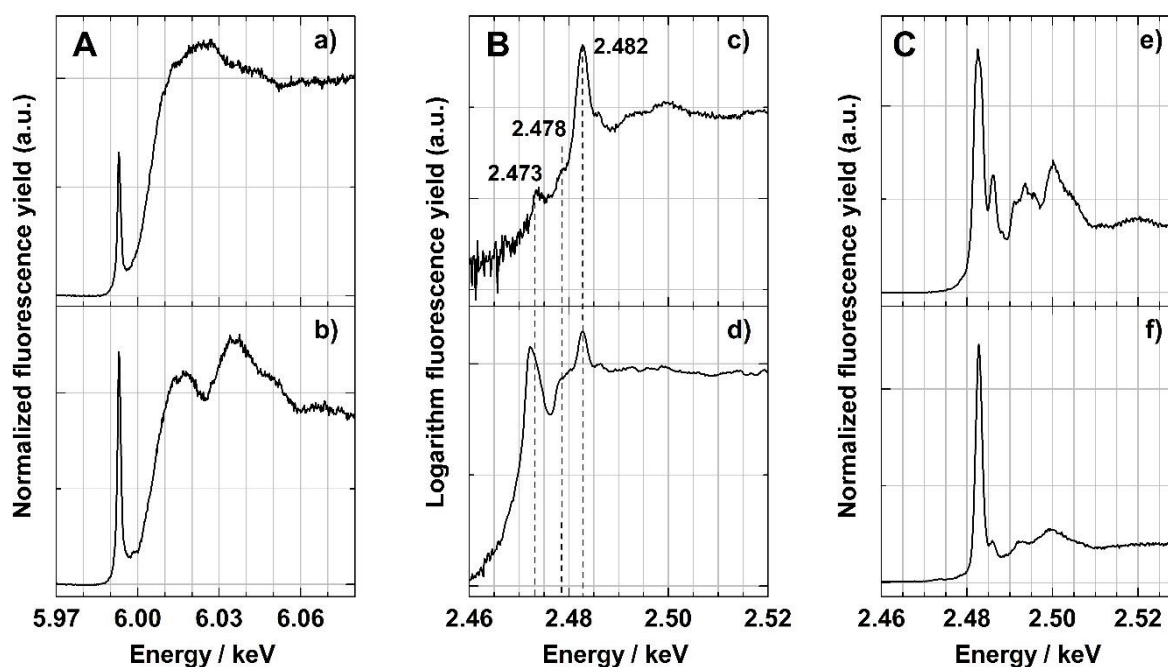 A
a)
b)
Normalized fluorescence yield (a.u.)
5.97 6.00 6.03 6.06
Energy / keV
B
c)
2.482
2.478
2.473
d)
Logarithm fluorescence yield (a.u.)
2.46 2.48 2.50 2.52
Energy / keV
C
e)
f)
Normalized fluorescence yield (a.u.)
2.46 2.48 2.50 2.52
Energy / keV